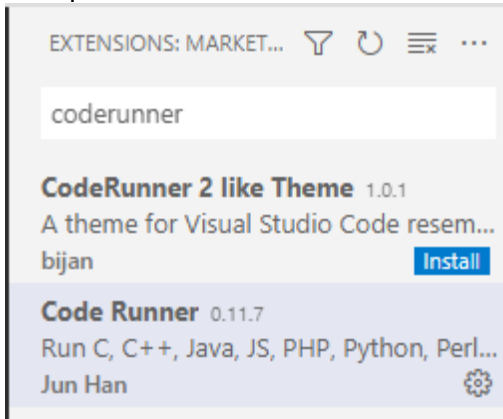 EXTENSIONS: MARKET...
coderunner
CodeRunner 2 like Theme 1.0.1
A theme for Visual Studio Code resem...
bijan Install
Code Runner 0.11.7
Run C, C++, Java, JS, PHP, Python, Perl...
Jun Han